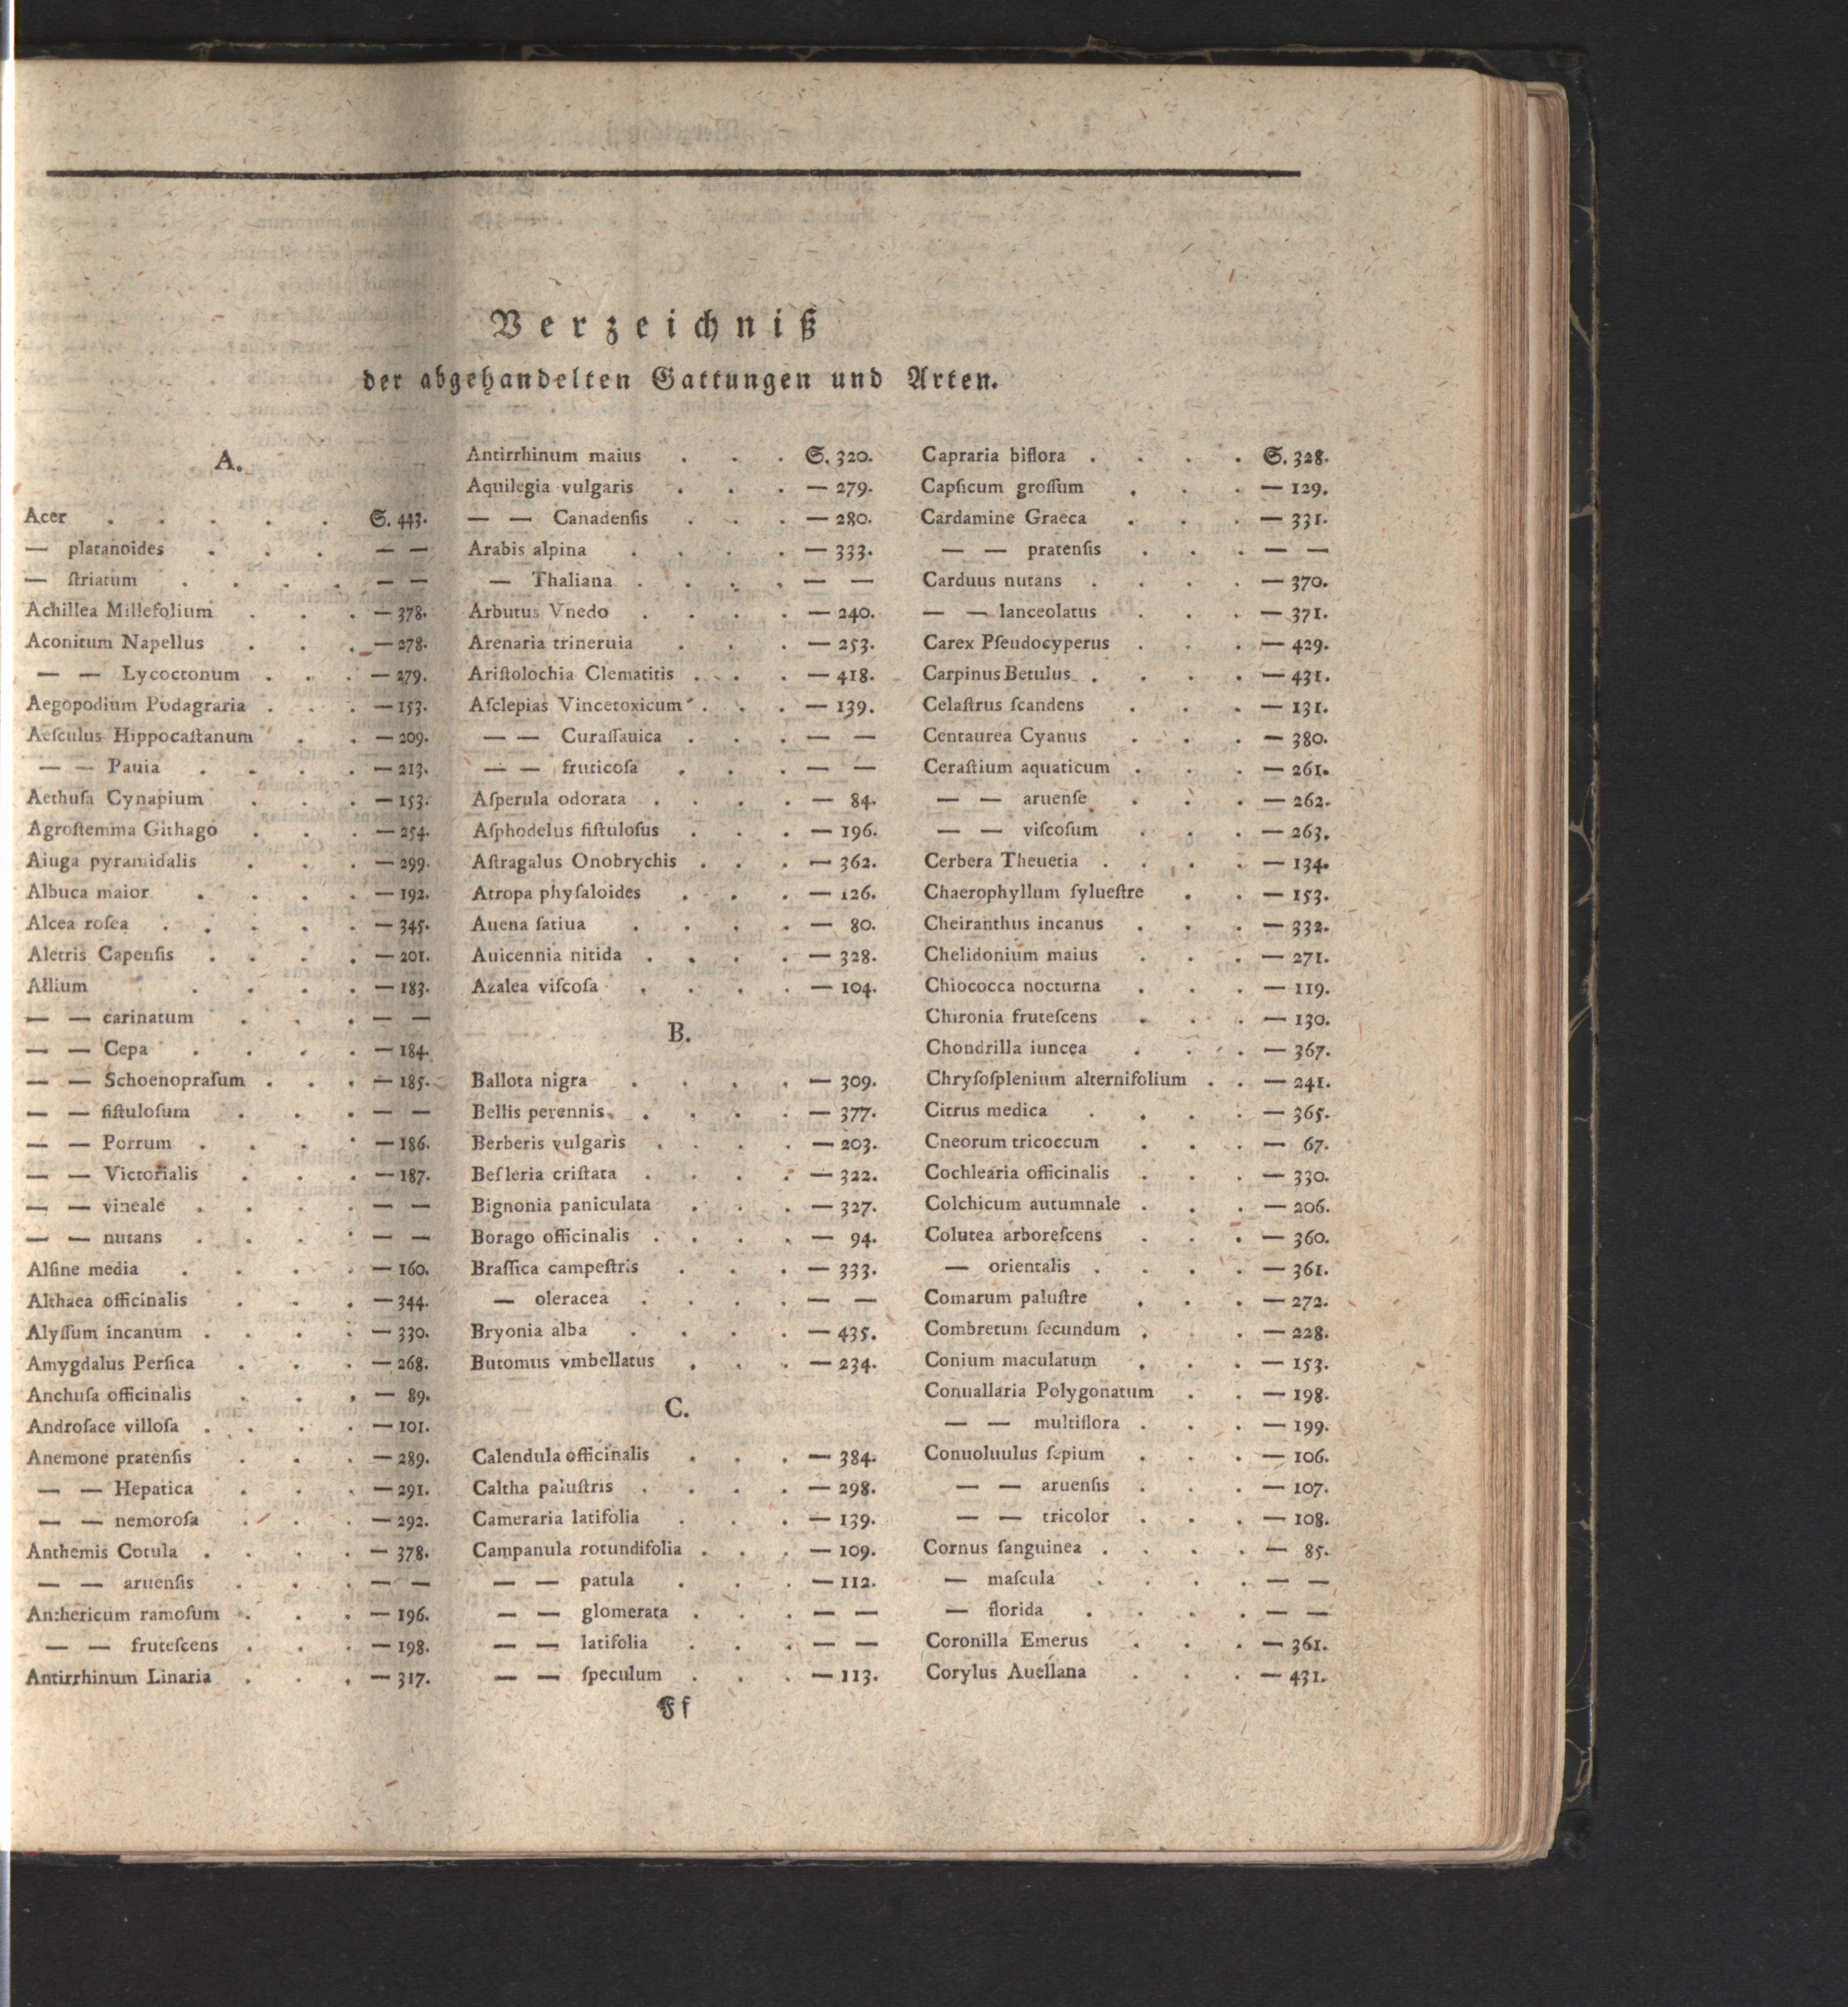 Verzeichniß
der abgehandelten Gattungen und Arten.
A.
Acer . . . . . S. 443.
— platanoides . . . — —
— ſtriatum . . . . — —
Achillea Millefolium . . . — 378.
Aconitum Napellus . . . — 278.
— — Lycoctonum . . . — 279.
Aegopodium Podagraria . . . — 153.
Aeſculus Hippocaſtanum . . — 209.
— — Pauia . . . . — 213.
Aethuſa Cynapium . . . — 153.
Agroſtemma Githago . . . — 254.
Aiuga pyramidalis . . . — 299.
Albuca maior . . . . — 192.
Alcea roſea . . . . . — 345.
Aletris Capenſis . . . . — 201.
Allium . . . . — 183.
— — carinatum . . . — —
— — Cepa . . . . — 184.
— — Schoenopraſum . . . — 185.
— — fiſtuloſum . . . — —
— — Porrum . . . . — 186.
— — Victorialis . . . — 187.
— — vineale . . . . — —
— — nutans . . . . — —
Alſine media . . . . — 160.
Althaea officinalis . . . — 344.
Alyſſum incanum . . . . — 330.
Amygdalus Perſica . . . — 268.
Anchuſa officinalis . . . — 89.
Androſace villoſa . . . . — 101.
Anemone pratenſis . . . — 289.
— — Hepatica . . . — 291.
— — nemoroſa . . . — 292.
Anthemis Cotula . . . . — 378.
— — aruenſis . . . — —
Anthericum ramoſum . . . — 196.
— — fruteſcens . . . — 198.
Antirrhinum Linaria . . . — 317.
Antirrhinum maius . . . S. 320.
Aquilegia vulgaris . . . — 279.
— — Canadenſis . . . — 280.
Arabis alpina . . . . — 333.
— Thaliana . . . . — —
Arbutus Vnedo . . . . — 240.
Arenaria trineruia . . . — 253.
Ariſtolochia Clematitis . . . — 418.
Aſclepias Vincetoxicum . . . — 139.
— — Curaſſauica . . . — —
— — fruticoſa . . . — —
Aſperula odorata . . . . — 84.
Aſphodelus fiſtuloſus . . . — 196.
Aſtragalus Onobrychis . . . — 362.
Atropa phyſaloides . . . — 126.
Auena ſatiua . . . . — 80.
Auicennia nitida . . . . — 328.
Azalea viſcoſa . . . . — 104.
B.
Ballota nigra . . . . — 309.
Bellis perennis . . . . — 377.
Berberis vulgaris . . . . — 203.
Beſleria criſtata . . . . — 322.
Bignonia paniculata . . . — 327.
Borago officinalis . . . . — 94.
Braſſica campeſtris . . . — 333.
— oleracea . . . . — —
Bryonia alba . . . . — 435.
Butomus vmbellatus . . . — 234.
C.
Calendula officinalis . . . — 384.
Caltha paluſtris . . . . — 298.
Cameraria latifolia . . . — 139.
Campanula rotundifolia . . . — 109.
— — patula . . . — 112.
— — glomerata . . . — —
— — latifolia . . . — —
— — ſpeculum . . . — 113.
Capraria biflora . . . . S. 328.
Capſicum groſſum . . . — 129.
Cardamine Graeca . . . — 331.
— — pratenſis . . . — —
Carduus nutans . . . . — 370.
— — lanceolatus . . . — 371.
Carex Pſeudocyperus . . . — 429.
Carpinus Betulus . . . . — 431.
Celaſtrus ſcandens . . . — 131.
Centaurea Cyanus . . . — 380.
Ceraſtium aquaticum . . . — 261.
— — aruenſe . . . — 262.
— — viſcoſum . . . — 263.
Cerbera Theuetia . . . . — 134.
Chaerophyllum ſylueſtre . . — 153.
Cheiranthus incanus . . . — 332.
Chelidonium maius . . . — 271.
Chiococca nocturna . . . — 119.
Chironia fruteſcens . . . — 130.
Chondrilla iuncea . . . — 367.
Chryſoſplenium alternifolium . . — 241.
Citrus medica . . . . — 365.
Cneorum tricoccum . . . — 67.
Cochlearia officinalis . . . — 330.
Colchicum autumnale . . . — 206.
Colutea arboreſcens . . . — 360.
— orientalis . . . . — 361.
Comarum paluſtre . . . — 272.
Combretum ſecundum . . . — 228.
Conium maculatum . . . — 153.
Conuallaria Polygonatum . . — 198.
— — multiflora . . . — 199.
Conuoluulus ſepium . . . — 106.
— — aruenſis . . . — 107.
— — tricolor . . . — 108.
Cornus ſanguinea . . . . — 85.
— maſcula . . . . — —
— florida . . . . — —
Coronilla Emerus . . . — 361.
Corylus Auellana . . . — 431.
Ff